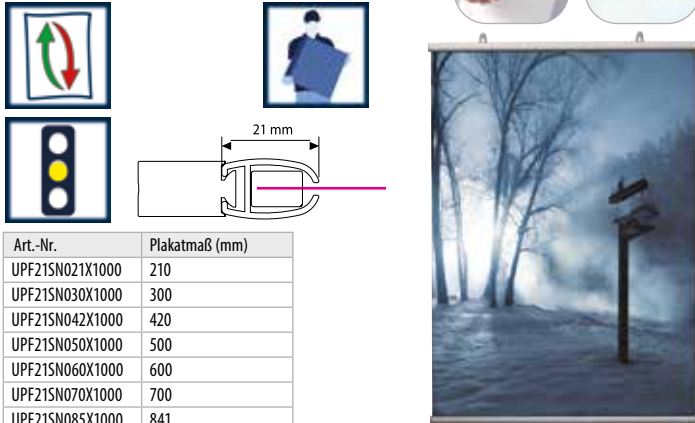 21 mm
Art.-Nr. Plakatmaß (mm)
UPF21SN021X1000 210
UPF21SN030X1000 300
UPF21SN042X1000 420
UPF21SN050X1000 500
UPF21SN060X1000 600
UPF21SN070X1000 700
UPF21SN085X1000 841